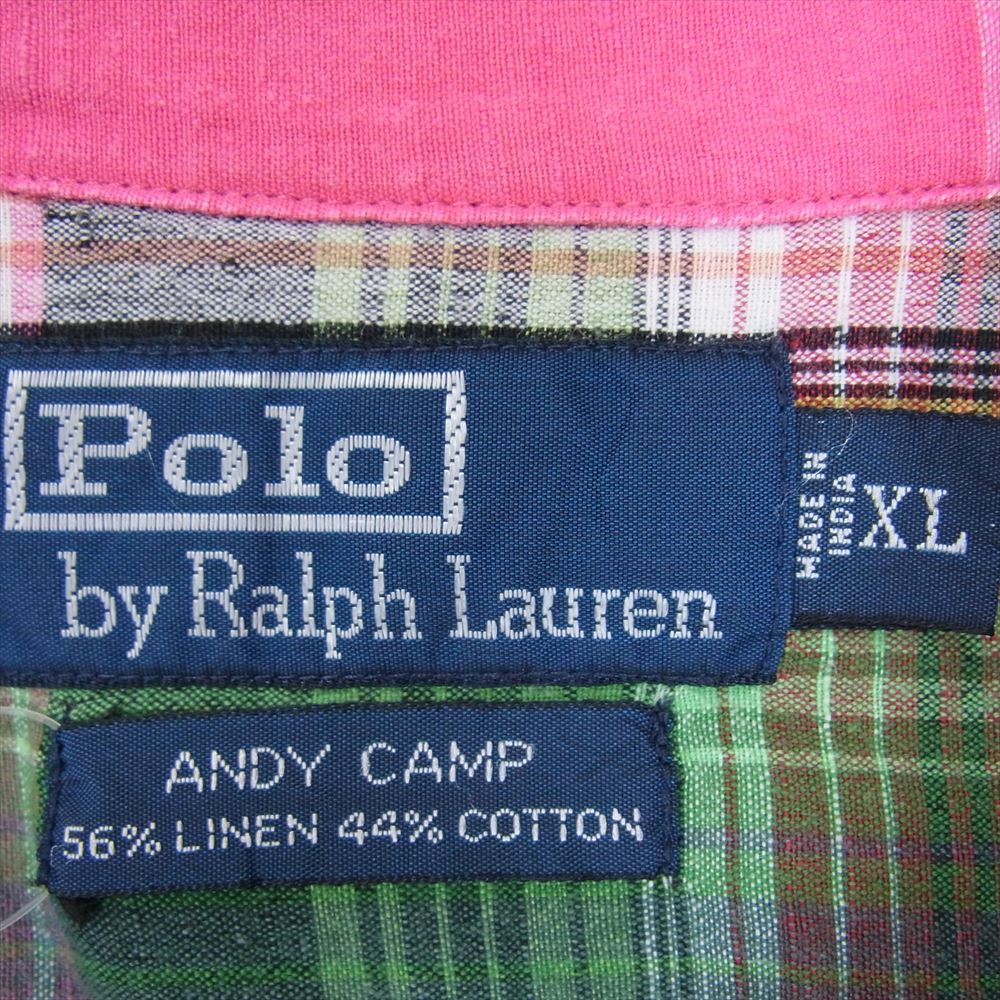 Polo
by Ralph Lauren
MADE IN
INDIA
XL
ANDY CAMP
56% LINEN 44% COTTON